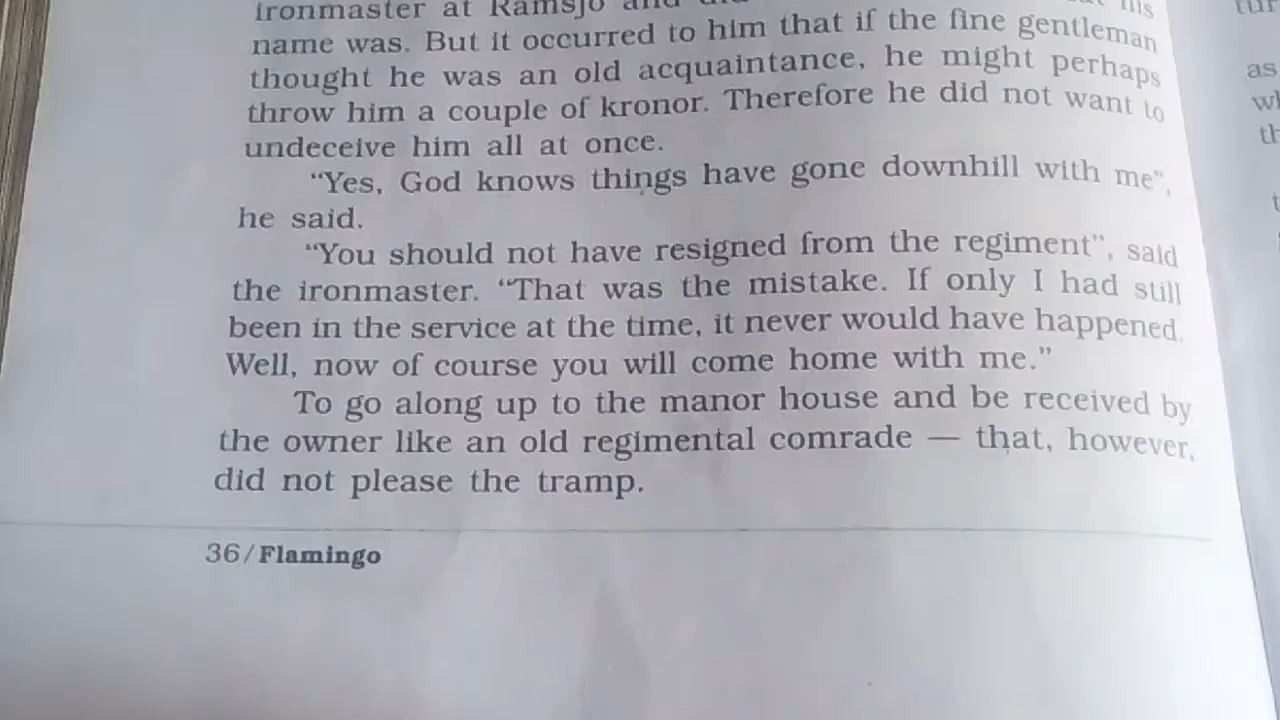 ironmaster at Ramsjo and his
name was. But it occurred to him that if the fine gentleman
thought he was an old acquaintance, he might perhaps
throw him a couple of kronor. Therefore he did not want to
undeceive him all at once.
“Yes, God knows things have gone downhill with me”,
he said.
“You should not have resigned from the regiment”, said
the ironmaster. “That was the mistake. If only I had still
been in the service at the time, it never would have happened.
Well, now of course you will come home with me.”
To go along up to the manor house and be received by
the owner like an old regimental comrade — that, however,
did not please the tramp.
36/Flamingo
as